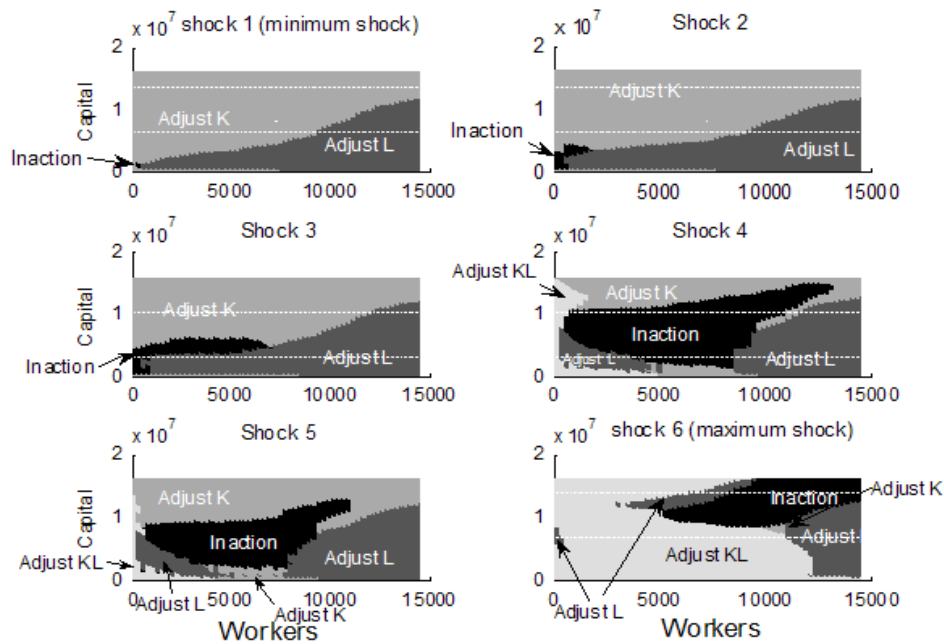 x 10^7 shock 1 (minimum shock)
2
1
0
Capital
Adjust K
Adjust L
Inaction
0 5000 10000 15000
x 10^7
Shock 2
2
1
0
Adjust K
Adjust L
Inaction
0 5000 10000 15000
x 10^7
Shock 3
2
1
0
Capital
Adjust K
Adjust L
Inaction
0 5000 10000 15000
x 10^7
Shock 4
2
1
0
Adjust KL
Adjust K
Inaction
Adjust L
Adjust L
0 5000 10000 15000
x 10^7
Shock 5
2
1
0
Capital
Adjust K
Inaction
Adjust KL
Adjust L
Adjust L
Adjust K
0 5000 10000 15000
Workers
x 10^7
shock 6 (maximum shock)
2
1
0
Inaction
Adjust K
Adjust
Adjust KL
Adjust L
0 5000 10000 15000
Workers